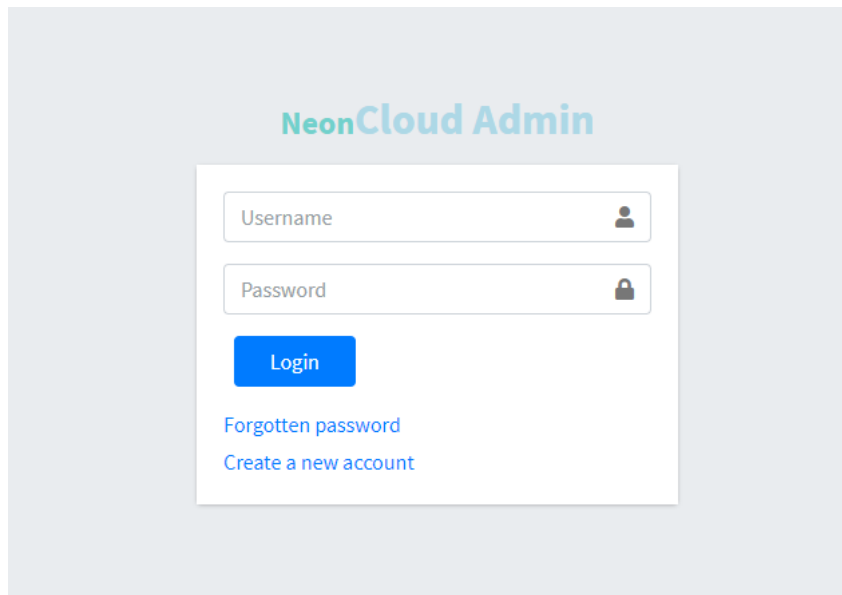 NeonCloud Admin
Username
Password
Login
Forgotten password
Create a new account